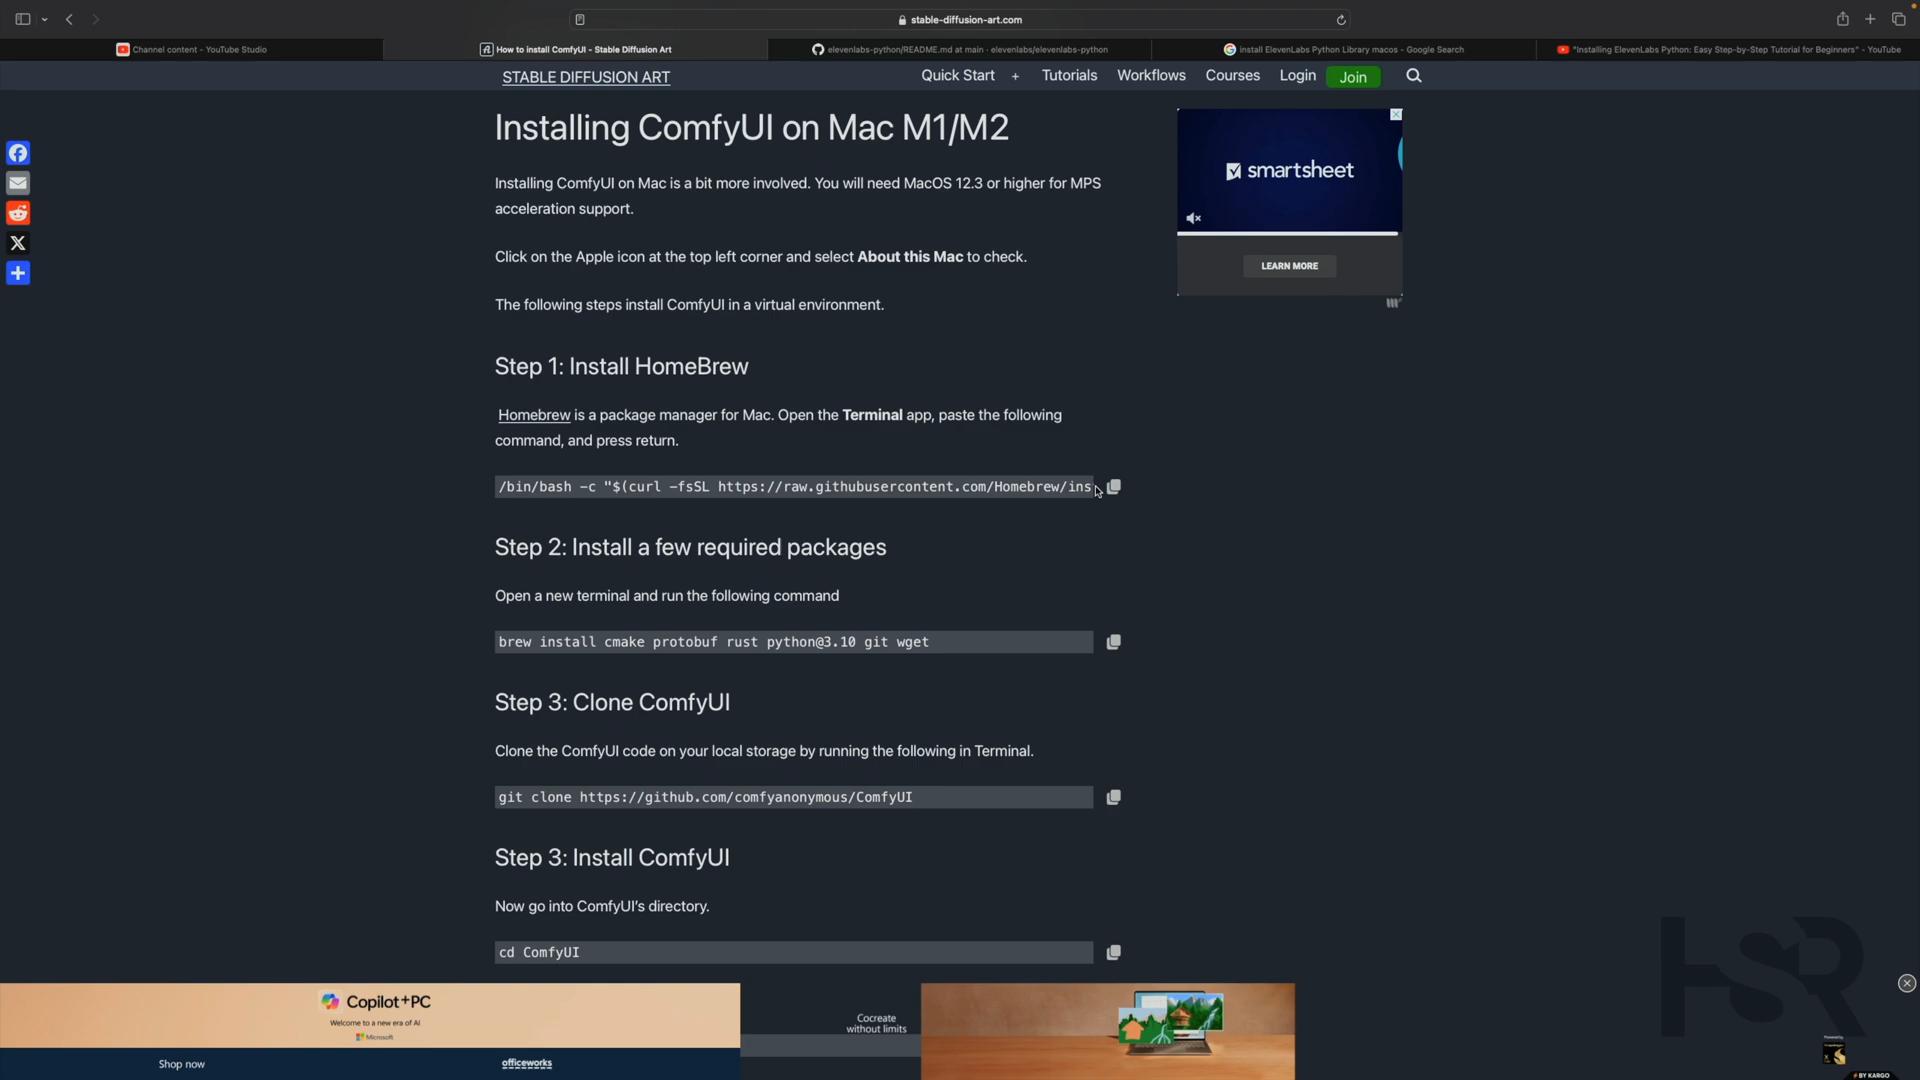 stable-diffusion-art.com
Channel content - YouTube Studio
How to install ComfyUI - Stable Diffusion Art
elevenlabs-python/README.md at main · elevenlabs/elevenlabs-python
install ElevenLabs Python Library macos - Google Search
"Installing ElevenLabs Python: Easy Step-by-Step Tutorial for Beginners" - YouTube
STABLE DIFFUSION ART
Quick Start + Tutorials Workflows Courses Login Join
Installing ComfyUI on Mac M1/M2
Installing ComfyUI on Mac is a bit more involved. You will need MacOS 12.3 or higher for MPS
acceleration support.
Click on the Apple icon at the top left corner and select About this Mac to check.
The following steps install ComfyUI in a virtual environment.
Step 1: Install HomeBrew
Homebrew is a package manager for Mac. Open the Terminal app, paste the following
command, and press return.
/bin/bash -c "$(curl -fsSL https://raw.githubusercontent.com/Homebrew/ins
Step 2: Install a few required packages
Open a new terminal and run the following command
brew install cmake protobuf rust python@3.10 git wget
Step 3: Clone ComfyUI
Clone the ComfyUI code on your local storage by running the following in Terminal.
git clone https://github.com/comfyanonymous/ComfyUI
Step 3: Install ComfyUI
Now go into ComfyUI's directory.
cd ComfyUI
smartsheet
LEARN MORE
HSR
Copilot+PC
Welcome to a new era of AI
Microsoft
Shop now
officeworks
Cocreate
without limits
Powered by
BY KARGO